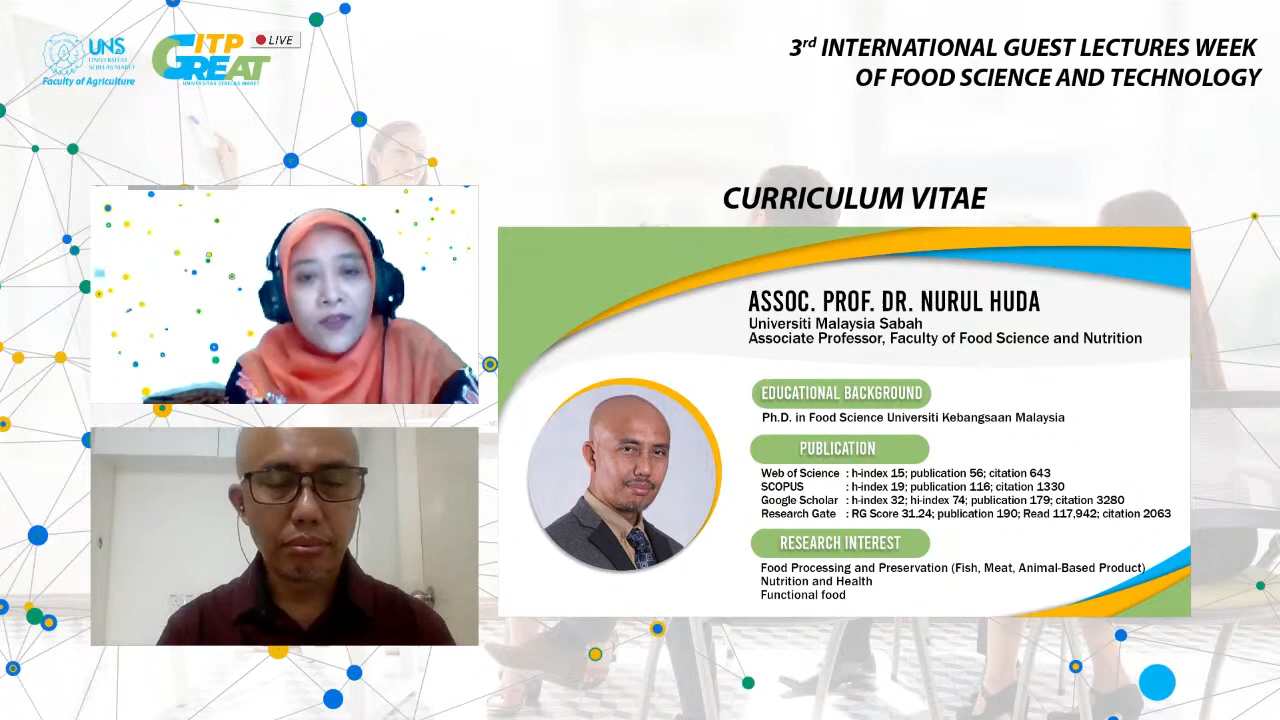 UNS
UNIVERSITAS
SEBELAS MARET
Faculty of Agriculture
ITP
GREAT
UNIVERSITAS SEBELAS MARET
LIVE
3rd INTERNATIONAL GUEST LECTURES WEEK
OF FOOD SCIENCE AND TECHNOLOGY
CURRICULUM VITAE
ASSOC. PROF. DR. NURUL HUDA
Universiti Malaysia Sabah
Associate Professor, Faculty of Food Science and Nutrition
EDUCATIONAL BACKGROUND
Ph.D. in Food Science Universiti Kebangsaan Malaysia
PUBLICATION
Web of Science : h-index 15; publication 56; citation 643
SCOPUS : h-index 19; publication 116; citation 1330
Google Scholar : h-index 32; hi-index 74; publication 179; citation 3280
Research Gate : RG Score 31.24; publication 190; Read 117,942; citation 2063
RESEARCH INTEREST
Food Processing and Preservation (Fish, Meat, Animal-Based Product)
Nutrition and Health
Functional food